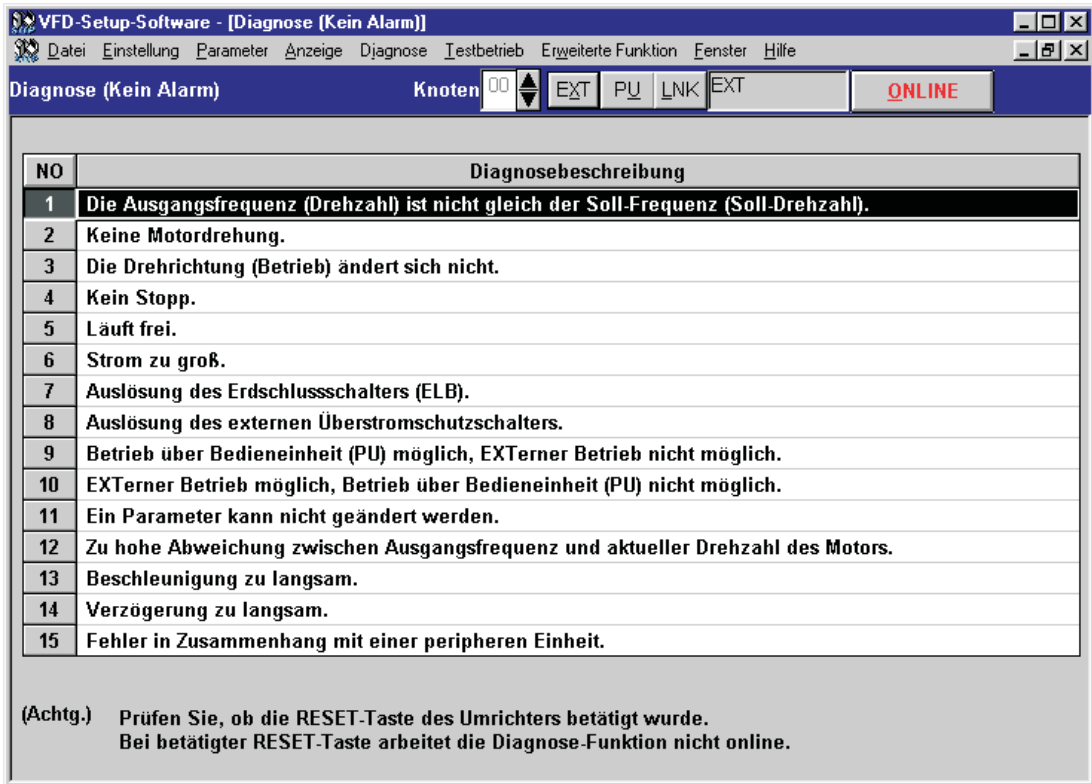 VFD-Setup-Software - [Diagnose (Kein Alarm)]
Datei Einstellung Parameter Anzeige Diagnose Testbetrieb Erweiterte Funktion Fenster Hilfe
Diagnose (Kein Alarm) Knoten 00 EXT PU LNK EXT ONLINE
NO Diagnosebeschreibung
1 Die Ausgangsfrequenz (Drehzahl) ist nicht gleich der Soll-Frequenz (Soll-Drehzahl).
2 Keine Motordrehung.
3 Die Drehrichtung (Betrieb) ändert sich nicht.
4 Kein Stopp.
5 Läuft frei.
6 Strom zu groß.
7 Auslösung des Erdschlussschalters (ELB).
8 Auslösung des externen Überstromschutzschalters.
9 Betrieb über Bedieneinheit (PU) möglich, EXTerner Betrieb nicht möglich.
10 EXTerner Betrieb möglich, Betrieb über Bedieneinheit (PU) nicht möglich.
11 Ein Parameter kann nicht geändert werden.
12 Zu hohe Abweichung zwischen Ausgangsfrequenz und aktueller Drehzahl des Motors.
13 Beschleunigung zu langsam.
14 Verzögerung zu langsam.
15 Fehler in Zusammenhang mit einer peripheren Einheit.
(Achtg.) Prüfen Sie, ob die RESET-Taste des Umrichters betätigt wurde.
Bei betätigter RESET-Taste arbeitet die Diagnose-Funktion nicht online.